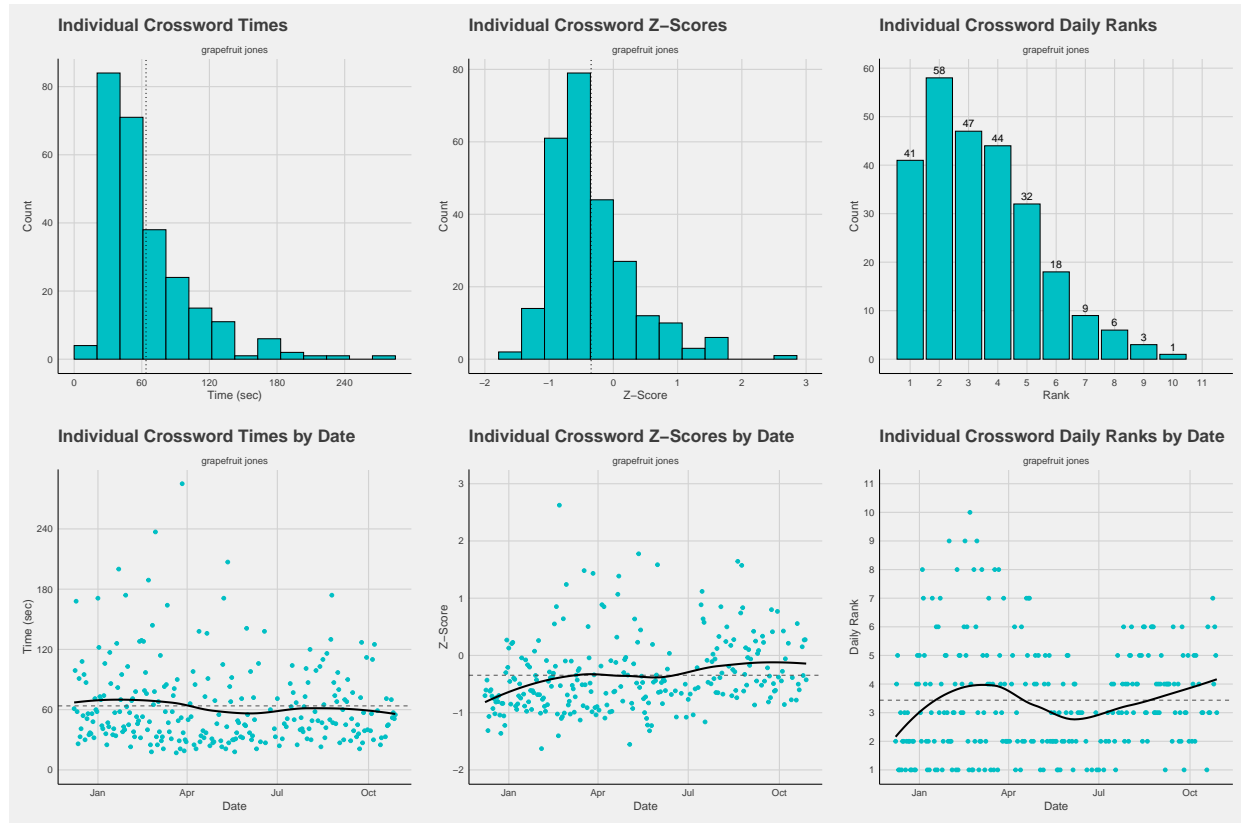 Individual Crossword Times
grapefruit jones
80
60
40
20
0
Count
0 60 120 180 240
Time (sec)
Individual Crossword Z−Scores
grapefruit jones
80
60
40
20
0
Count
−2 −1 0 1 2 3
Z−Score
Individual Crossword Daily Ranks
grapefruit jones
60
50
40
30
20
10
0
Count
41 58 47 44 32 18 9 6 3 1
1 2 3 4 5 6 7 8 9 10 11
Rank
Individual Crossword Times by Date
grapefruit jones
240
180
120
60
0
Time (sec)
Jan Apr Jul Oct
Date
Individual Crossword Z−Scores by Date
grapefruit jones
3
2
1
0
−1
−2
Z−Score
Jan Apr Jul Oct
Date
Individual Crossword Daily Ranks by Date
grapefruit jones
11
10
9
8
7
6
5
4
3
2
1
Daily Rank
Jan Apr Jul Oct
Date